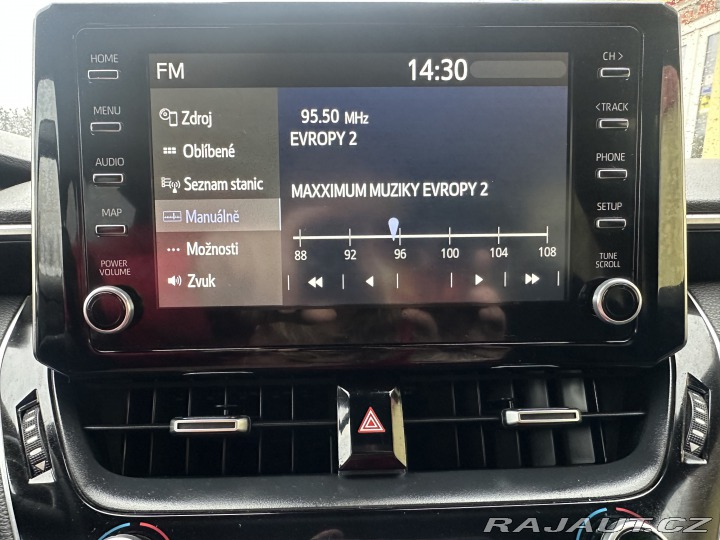 HOME
MENU
AUDIO
MAP
POWER
VOLUME
FM
14:30
Zdroj
Oblíbené
Seznam stanic
Manuálně
Možnosti
Zvuk
95.50 MHz
EVROPY 2
MAXXIMUM MUZIKY EVROPY 2
88 92 96 100 104 108
CH >
< TRACK
PHONE
SETUP
TUNE
SCROLL
RAJAUT.CZ